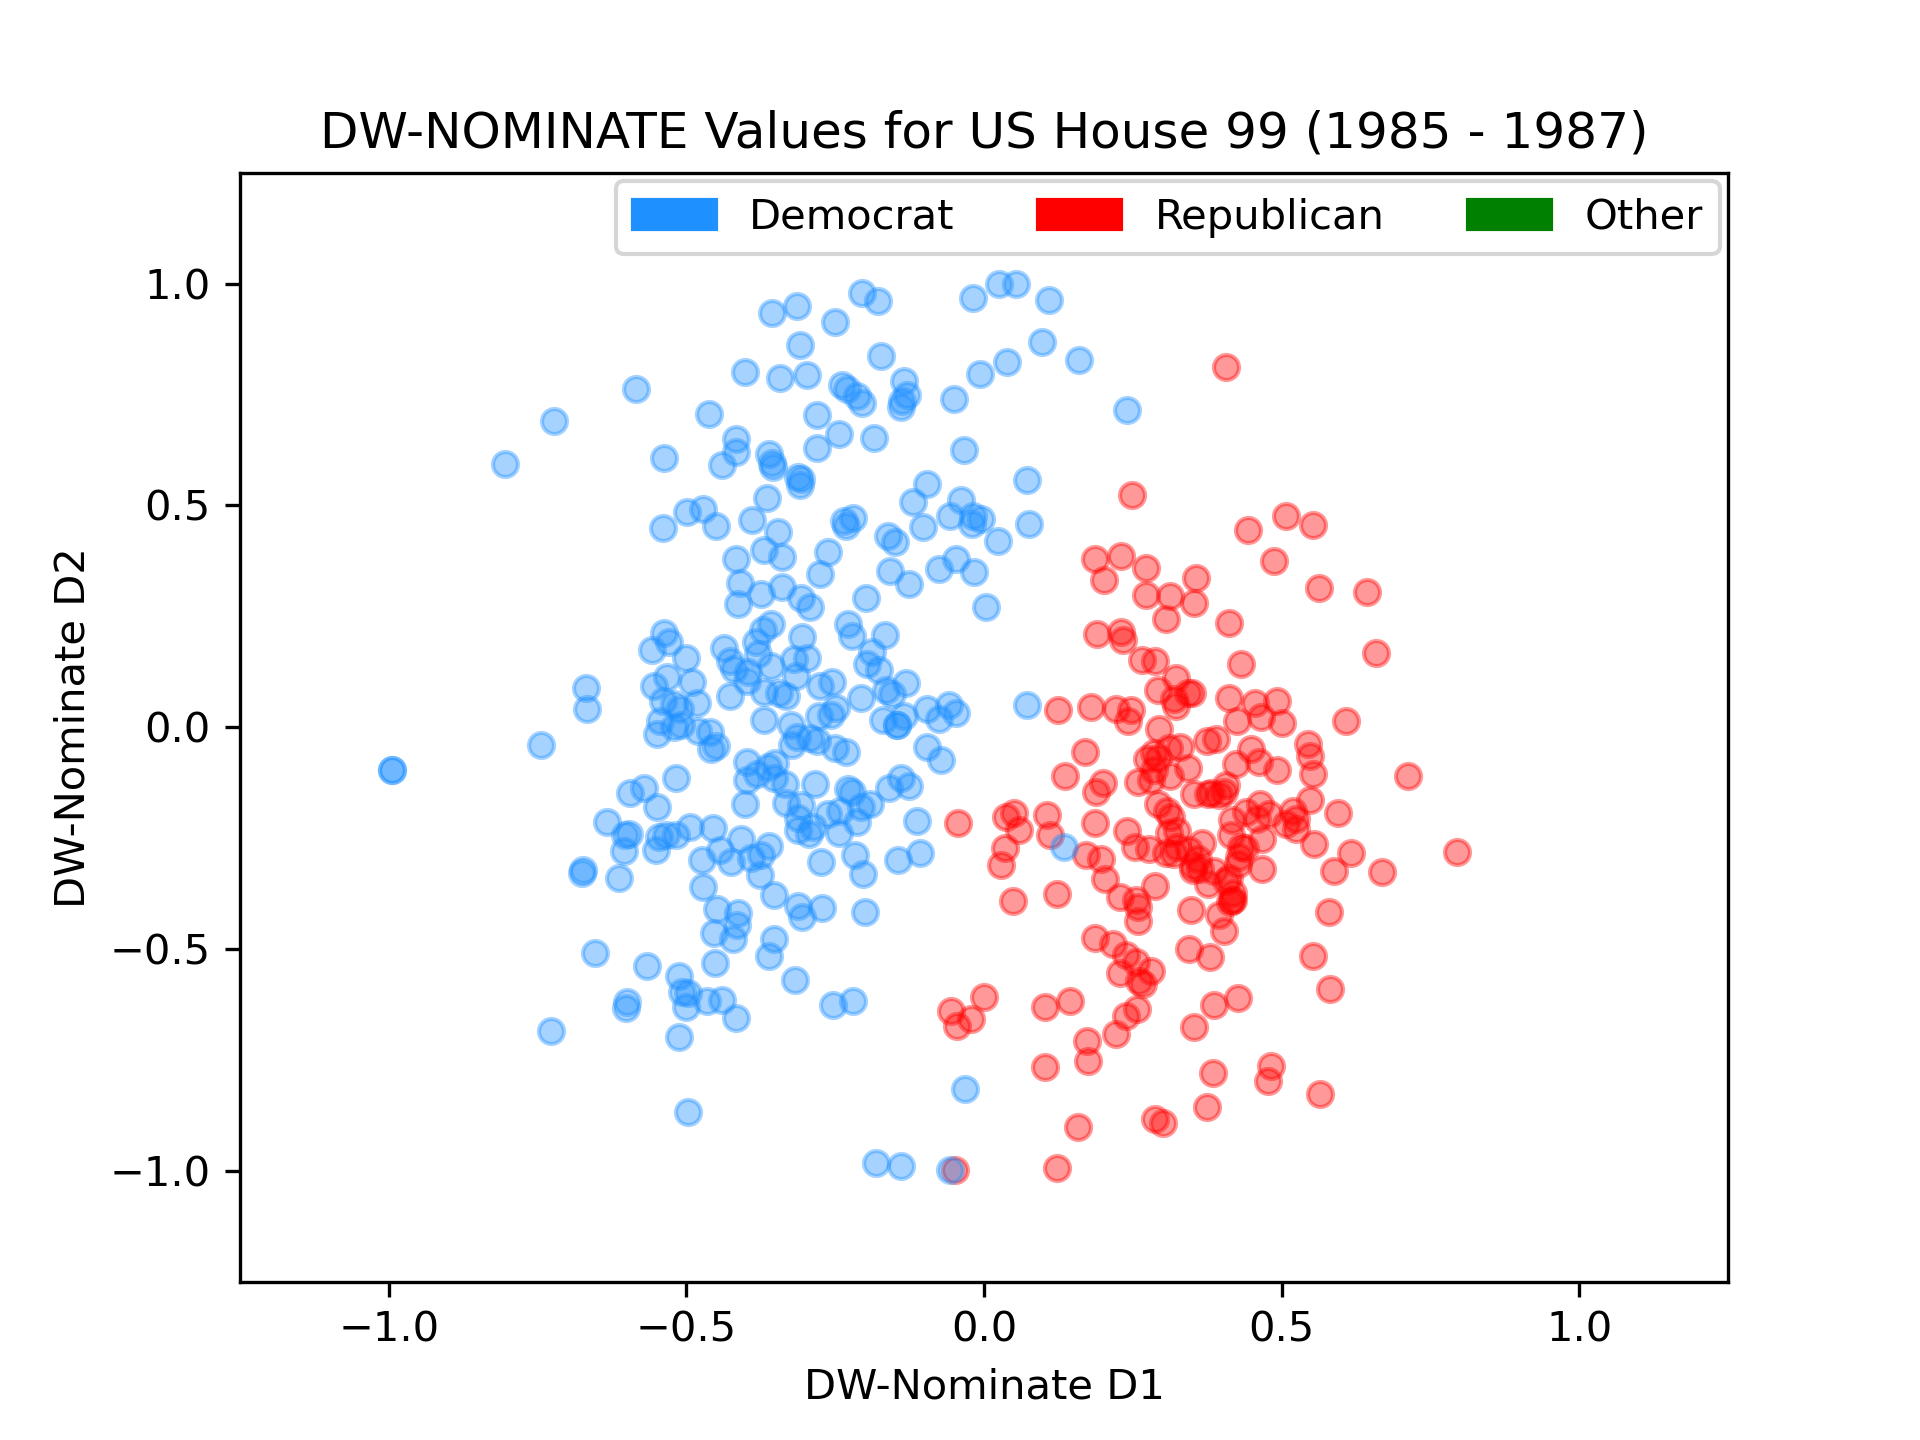 DW-NOMINATE Values for US House 99 (1985 - 1987)
Democrat Republican Other
1.0
0.5
0.0
−0.5
−1.0
DW-Nominate D2
−1.0 −0.5 0.0 0.5 1.0
DW-Nominate D1